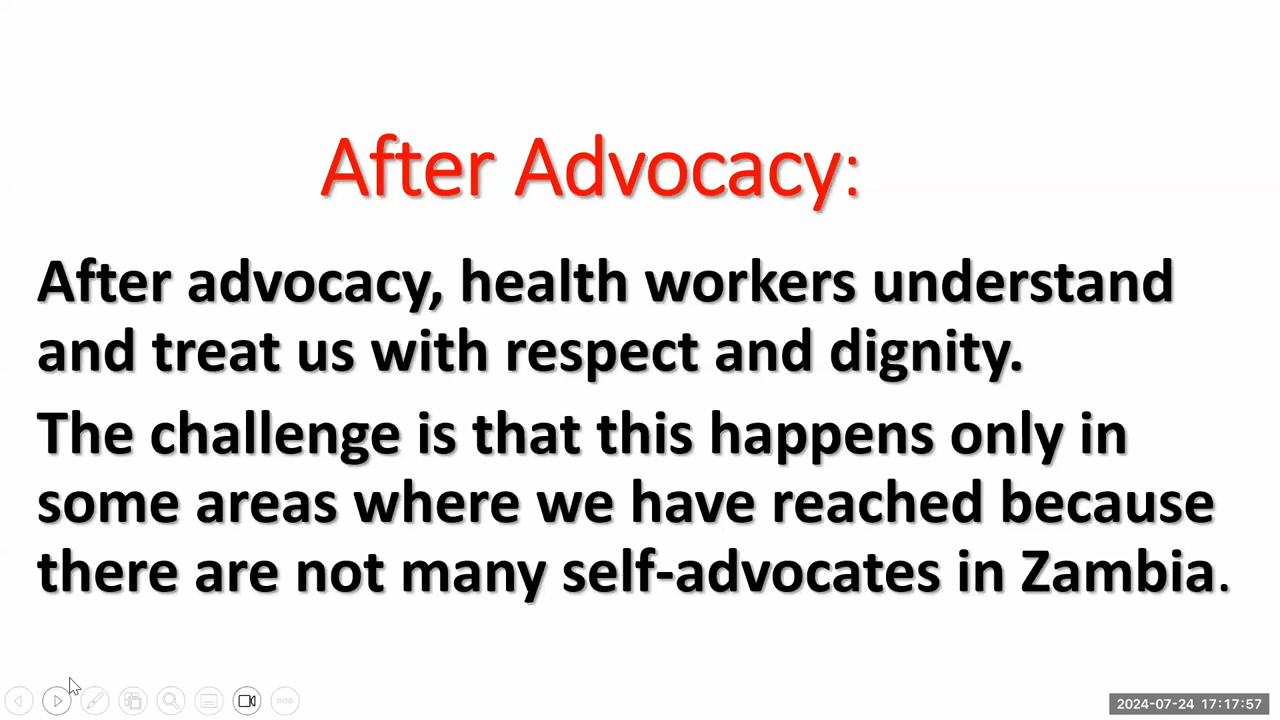 After Advocacy:
After advocacy, health workers understand
and treat us with respect and dignity.
The challenge is that this happens only in
some areas where we have reached because
there are not many self-advocates in Zambia.
2024-07-24 17:17:57